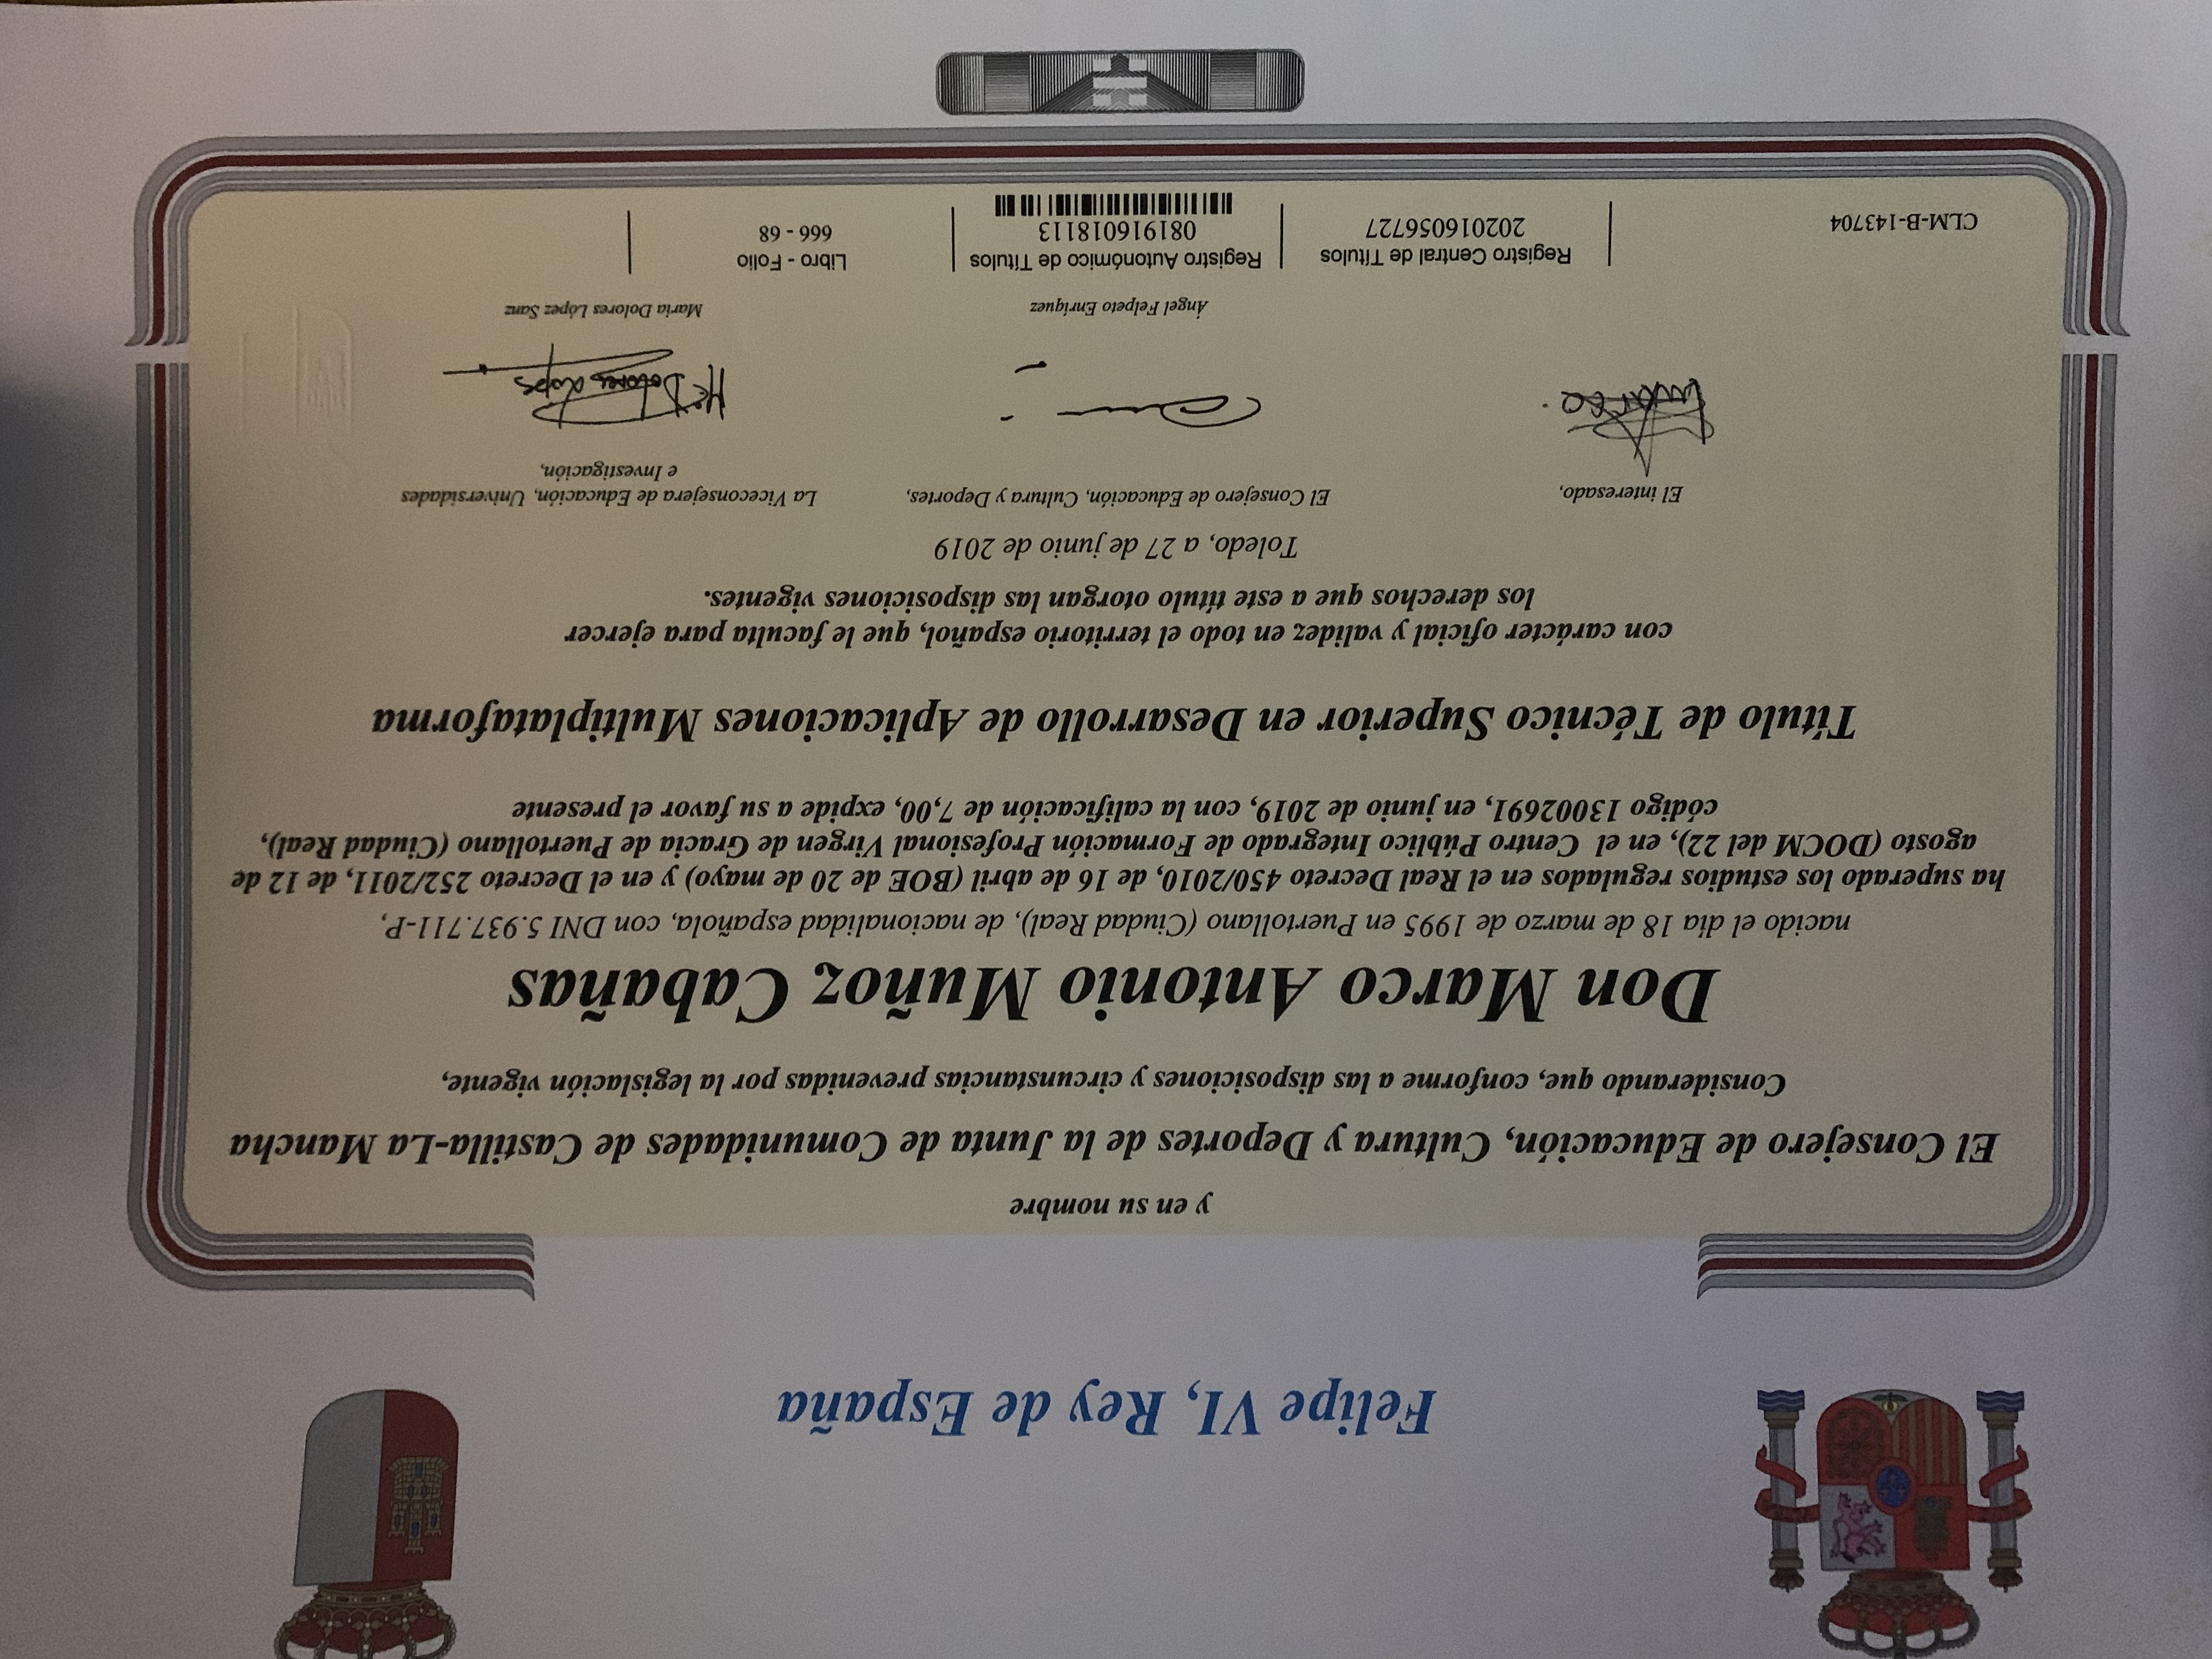 Felipe VI, Rey de España
y en su nombre
El Consejero de Educación, Cultura y Deportes de la Junta de Comunidades de Castilla-La Mancha
Considerando que, conforme a las disposiciones y circunstancias prevenidas por la legislación vigente,
Don Marco Antonio Muñoz Cabañas
nacido el día 18 de marzo de 1995 en Puertollano (Ciudad Real), de nacionalidad española, con DNI 5.937.711-P,
ha superado los estudios regulados en el Real Decreto 450/2010, de 16 de abril (BOE de 20 de mayo) y en el Decreto 252/2011, de 12 de
agosto (DOCM del 22), en el Centro Público Integrado de Formación Profesional Virgen de Gracia de Puertollano (Ciudad Real),
código 13002691, en junio de 2019, con la calificación de 7,00, expide a su favor el presente
Título de Técnico Superior en Desarrollo de Aplicaciones Multiplataforma
con carácter oficial y validez en todo el territorio español, que le faculta para ejercer
los derechos que a este título otorgan las disposiciones vigentes.
Toledo, a 27 de junio de 2019
El interesado,
El Consejero de Educación, Cultura y Deportes,
La Viceconsejera de Educación, Universidades
e Investigación,
Mª Dolores López
Ángel Felpeto Enríquez
María Dolores López Sanz
CLM-B-143704
Registro Central de Títulos
202016056727
Registro Autonómico de Títulos
081916018113
Libro - Folio
666 - 68